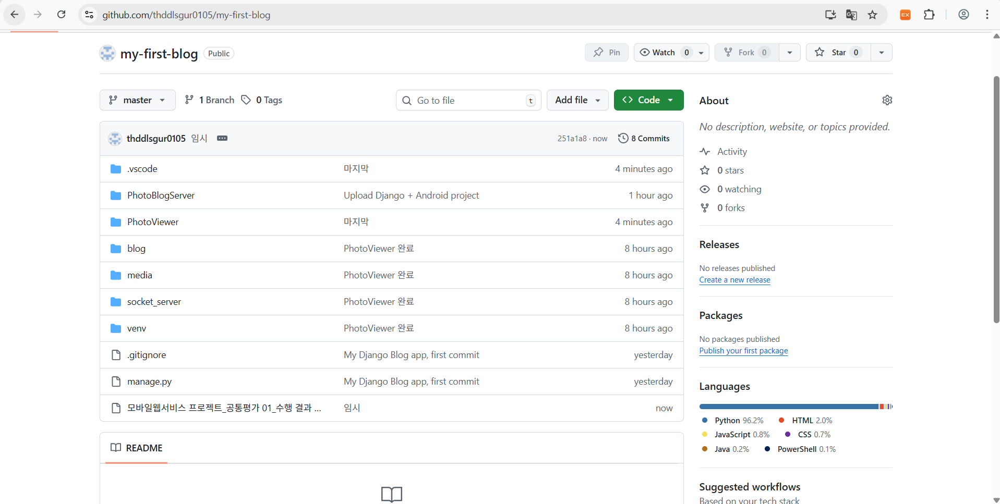 github.com/thddlsgur0105/my-first-blog
EX
my-first-blog Public
Pin
Watch 0
Fork 0
Star 0
master
1 Branch
0 Tags
Go to file t
Add file
Code
thddlsgur0105 임시
251a1a8 · now
8 Commits
.vscode 마지막 4 minutes ago
PhotoBlogServer Upload Django + Android project 1 hour ago
PhotoViewer 마지막 4 minutes ago
blog PhotoViewer 완료 8 hours ago
media PhotoViewer 완료 8 hours ago
socket_server PhotoViewer 완료 8 hours ago
venv PhotoViewer 완료 8 hours ago
.gitignore My Django Blog app, first commit yesterday
manage.py My Django Blog app, first commit yesterday
모바일웹서비스 프로젝트_공통평가 01_수행 결과 ... 임시 now
README
About
No description, website, or topics provided.
Activity
0 stars
0 watching
0 forks
Releases
No releases published
Create a new release
Packages
No packages published
Publish your first package
Languages
Python 96.2% HTML 2.0%
JavaScript 0.8% CSS 0.7%
Java 0.2% PowerShell 0.1%
Suggested workflows
Based on your tech stack